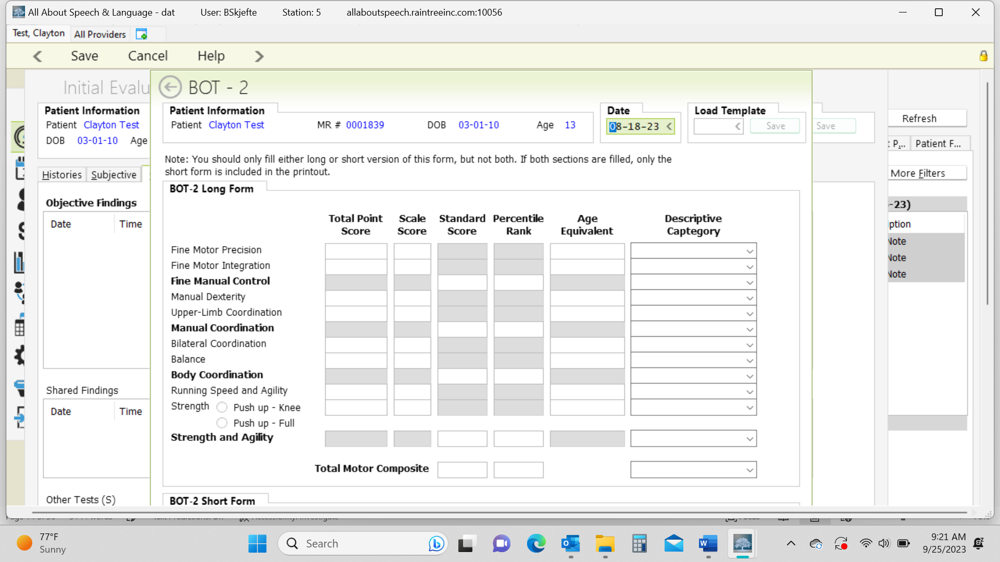 All About Speech & Language - dat User: BSkjefte Station: 5 allaboutspeech.raintreeinc.com:10056
Test, Clayton All Providers
Save Cancel Help
Initial Evalu
BOT - 2
Patient Information
Patient Clayton Test
DOB 03-01-10 Age
Patient Information
Patient Clayton Test MR # 0001839 DOB 03-01-10 Age 13
Date
08-18-23
Load Template
Save
Save
Refresh
Patient F...
More Filters
-23)
ption
Note
Note
Note
Histories Subjective
Objective Findings
Date Time
Shared Findings
Date Time
Other Tests (S)
Note: You should only fill either long or short version of this form, but not both. If both sections are filled, only the
short form is included in the printout.
BOT-2 Long Form
Total Point Score
Scale Score
Standard Score
Percentile Rank
Age Equivalent
Descriptive Captegory
Fine Motor Precision
Fine Motor Integration
Fine Manual Control
Manual Dexterity
Upper-Limb Coordination
Manual Coordination
Bilateral Coordination
Balance
Body Coordination
Running Speed and Agility
Strength Push up - Knee
Push up - Full
Strength and Agility
Total Motor Composite
BOT-2 Short Form
77°F
Sunny
Search
9:21 AM
9/25/2023